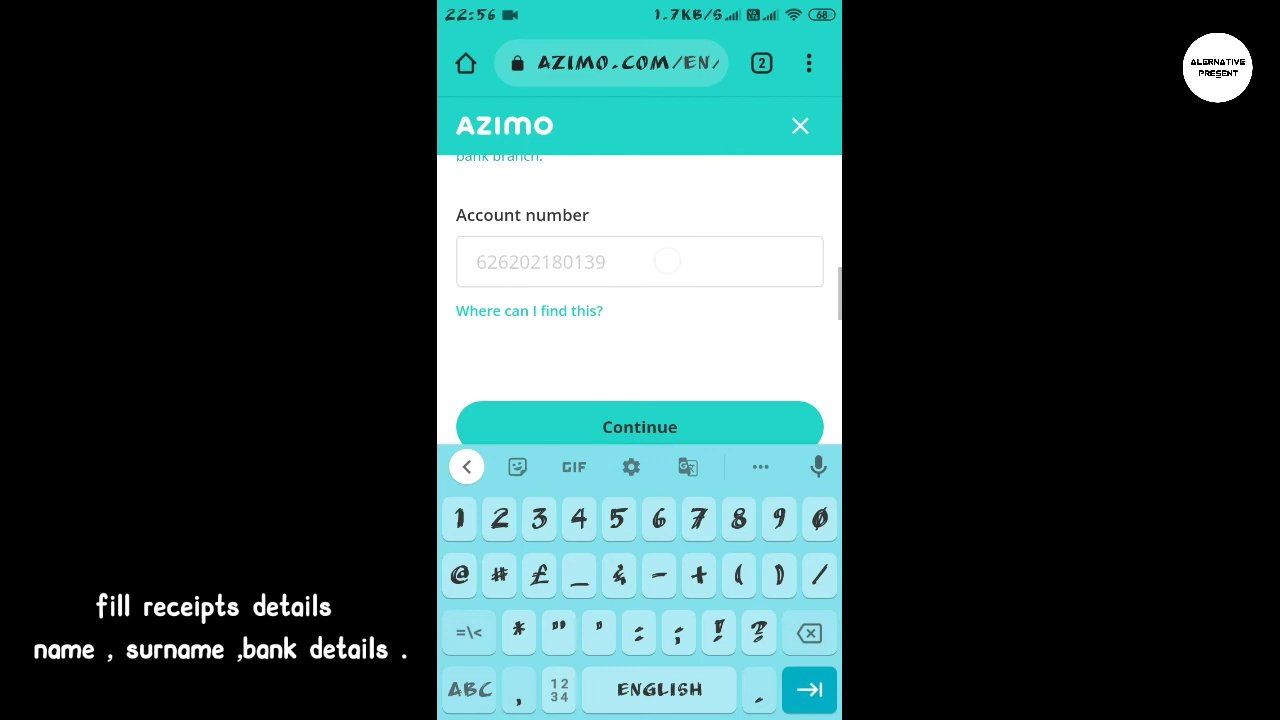 22:56 1.7KB/S 68
AZIMO.COM/EN/ 2
ALERNATIVE
PRESENT
AZIMO
bank branch.
Account number
626202180139
Where can I find this?
Continue
GIF
1 2 3 4 5 6 7 8 9 0
@ # £ _ & - + ( ) /
=\< * " ' : ; ! ?
ABC , 12 34 ENGLISH .
fill receipts details
name , surname ,bank details .